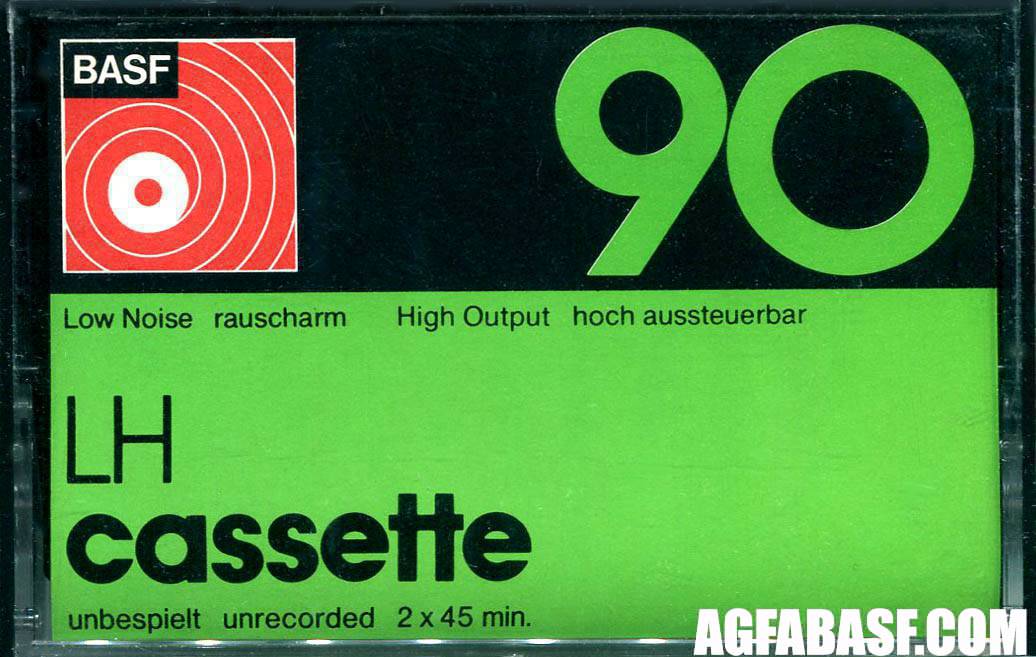 BASF
90
Low Noise rauscharm High Output hoch aussteuerbar
LH
cassette
unbespielt unrecorded 2 x 45 min.
AGFABASF.COM